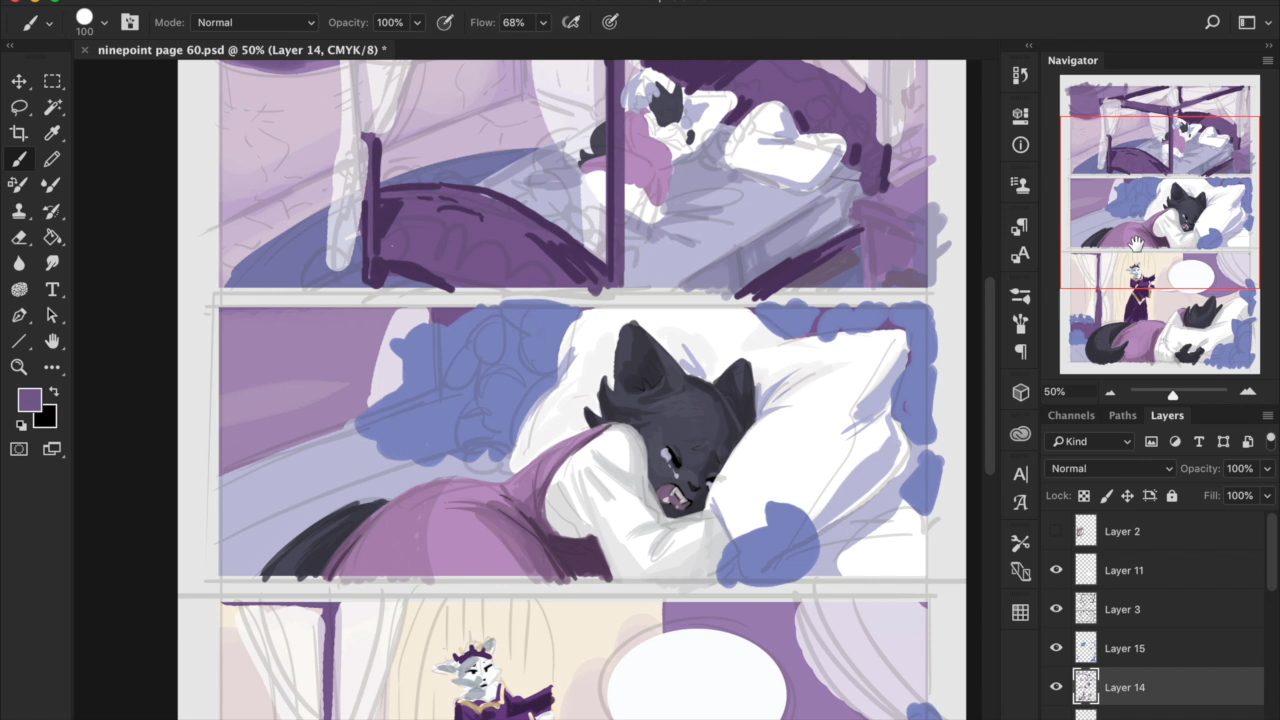 100
Mode: Normal
Opacity: 100%
Flow: 68%
ninepoint page 60.psd @ 50% (Layer 14, CMYK/8) *
Navigator
50%
Channels Paths Layers
Kind
Normal
Opacity: 100%
Lock:
Fill: 100%
Layer 2
Layer 11
Layer 3
Layer 15
Layer 14